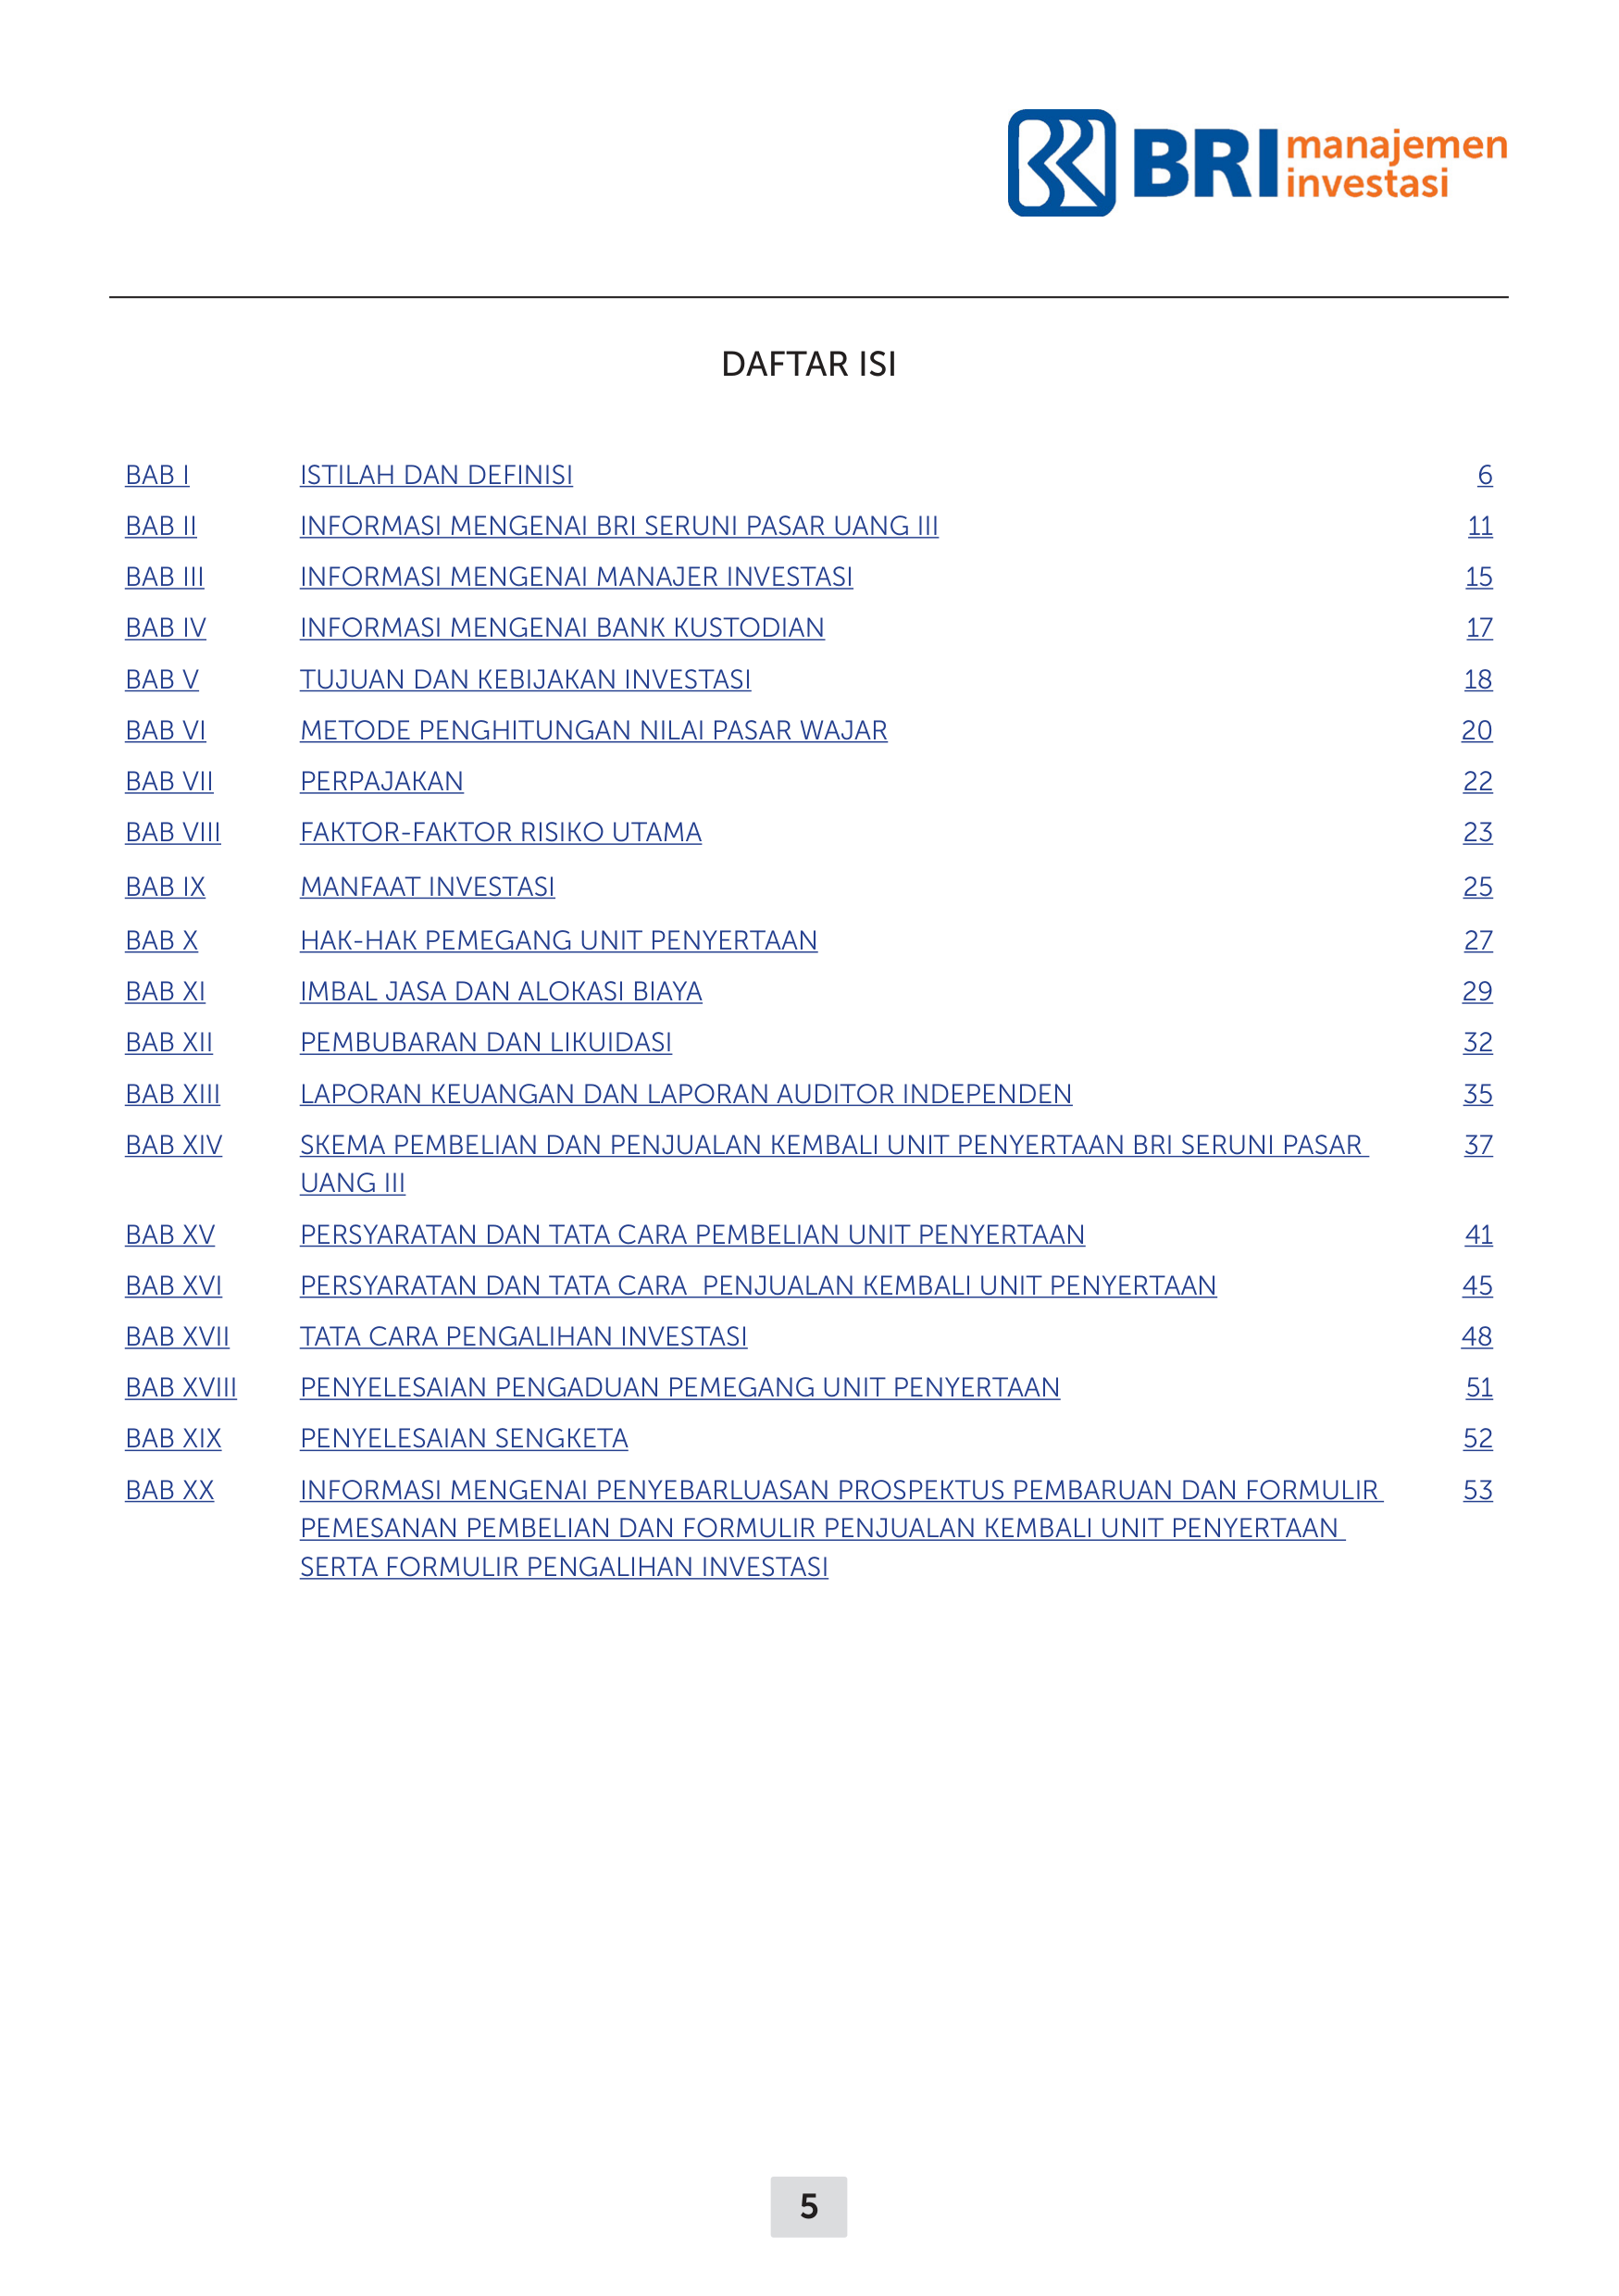 BRI manajemen
investasi
DAFTAR ISI
BAB I ISTILAH DAN DEFINISI 6
BAB II INFORMASI MENGENAI BRI SERUNI PASAR UANG III 11
BAB III INFORMASI MENGENAI MANAJER INVESTASI 15
BAB IV INFORMASI MENGENAI BANK KUSTODIAN 17
BAB V TUJUAN DAN KEBIJAKAN INVESTASI 18
BAB VI METODE PENGHITUNGAN NILAI PASAR WAJAR 20
BAB VII PERPAJAKAN 22
BAB VIII FAKTOR-FAKTOR RISIKO UTAMA 23
BAB IX MANFAAT INVESTASI 25
BAB X HAK-HAK PEMEGANG UNIT PENYERTAAN 27
BAB XI IMBAL JASA DAN ALOKASI BIAYA 29
BAB XII PEMBUBARAN DAN LIKUIDASI 32
BAB XIII LAPORAN KEUANGAN DAN LAPORAN AUDITOR INDEPENDEN 35
BAB XIV SKEMA PEMBELIAN DAN PENJUALAN KEMBALI UNIT PENYERTAAN BRI SERUNI PASAR 37
UANG III
BAB XV PERSYARATAN DAN TATA CARA PEMBELIAN UNIT PENYERTAAN 41
BAB XVI PERSYARATAN DAN TATA CARA PENJUALAN KEMBALI UNIT PENYERTAAN 45
BAB XVII TATA CARA PENGALIHAN INVESTASI 48
BAB XVIII PENYELESAIAN PENGADUAN PEMEGANG UNIT PENYERTAAN 51
BAB XIX PENYELESAIAN SENGKETA 52
BAB XX INFORMASI MENGENAI PENYEBARLUASAN PROSPEKTUS PEMBARUAN DAN FORMULIR 53
PEMESANAN PEMBELIAN DAN FORMULIR PENJUALAN KEMBALI UNIT PENYERTAAN
SERTA FORMULIR PENGALIHAN INVESTASI
5